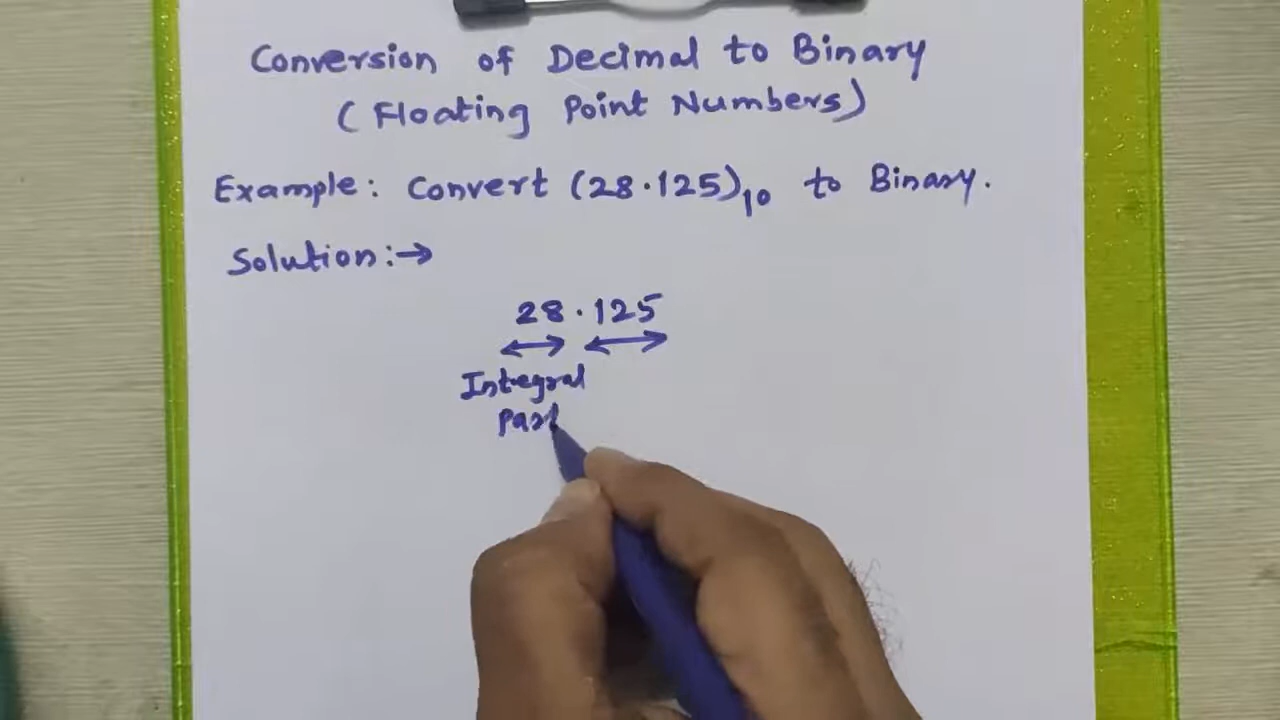 Conversion of Decimal to Binary
(Floating Point Numbers)
Example: Convert (28.125)10 to Binary.
Solution:→
28.125
Integral
Part